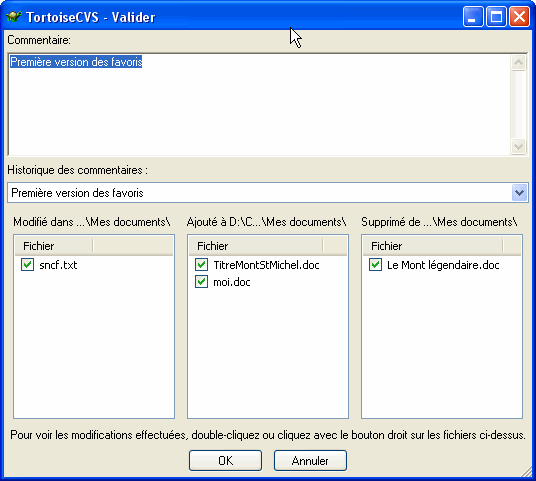 TortoiseCVS - Valider
Commentaire:
Première version des favoris
Historique des commentaires :
Première version des favoris
Modifié dans ...\Mes documents\
Fichier
sncf.txt
Ajouté à D:\C...\Mes documents\
Fichier
TitreMontStMichel.doc
moi.doc
Supprimé de ...\Mes documents\
Fichier
Le Mont légendaire.doc
Pour voir les modifications effectuées, double-cliquez ou cliquez avec le bouton droit sur les fichiers ci-dessus.
OK
Annuler